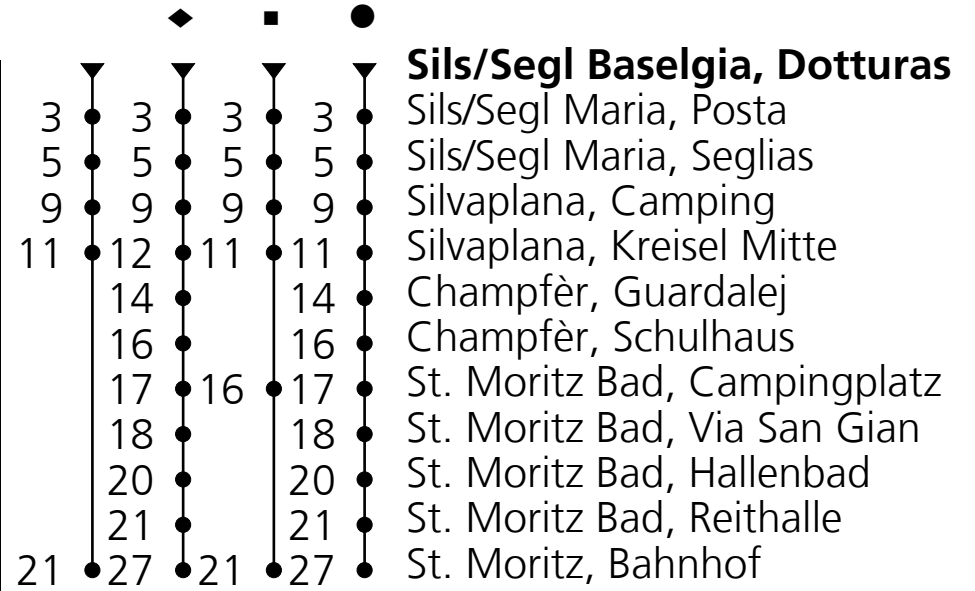 Sils/Segl Baselgia, Dotturas
3 3 3 3 Sils/Segl Maria, Posta
5 5 5 5 Sils/Segl Maria, Seglias
9 9 9 9 Silvaplana, Camping
11 12 11 11 Silvaplana, Kreisel Mitte
14 14 Champfèr, Guardalej
16 16 Champfèr, Schulhaus
17 16 17 St. Moritz Bad, Campingplatz
18 18 St. Moritz Bad, Via San Gian
20 20 St. Moritz Bad, Hallenbad
21 21 St. Moritz Bad, Reithalle
21 27 21 27 St. Moritz, Bahnhof